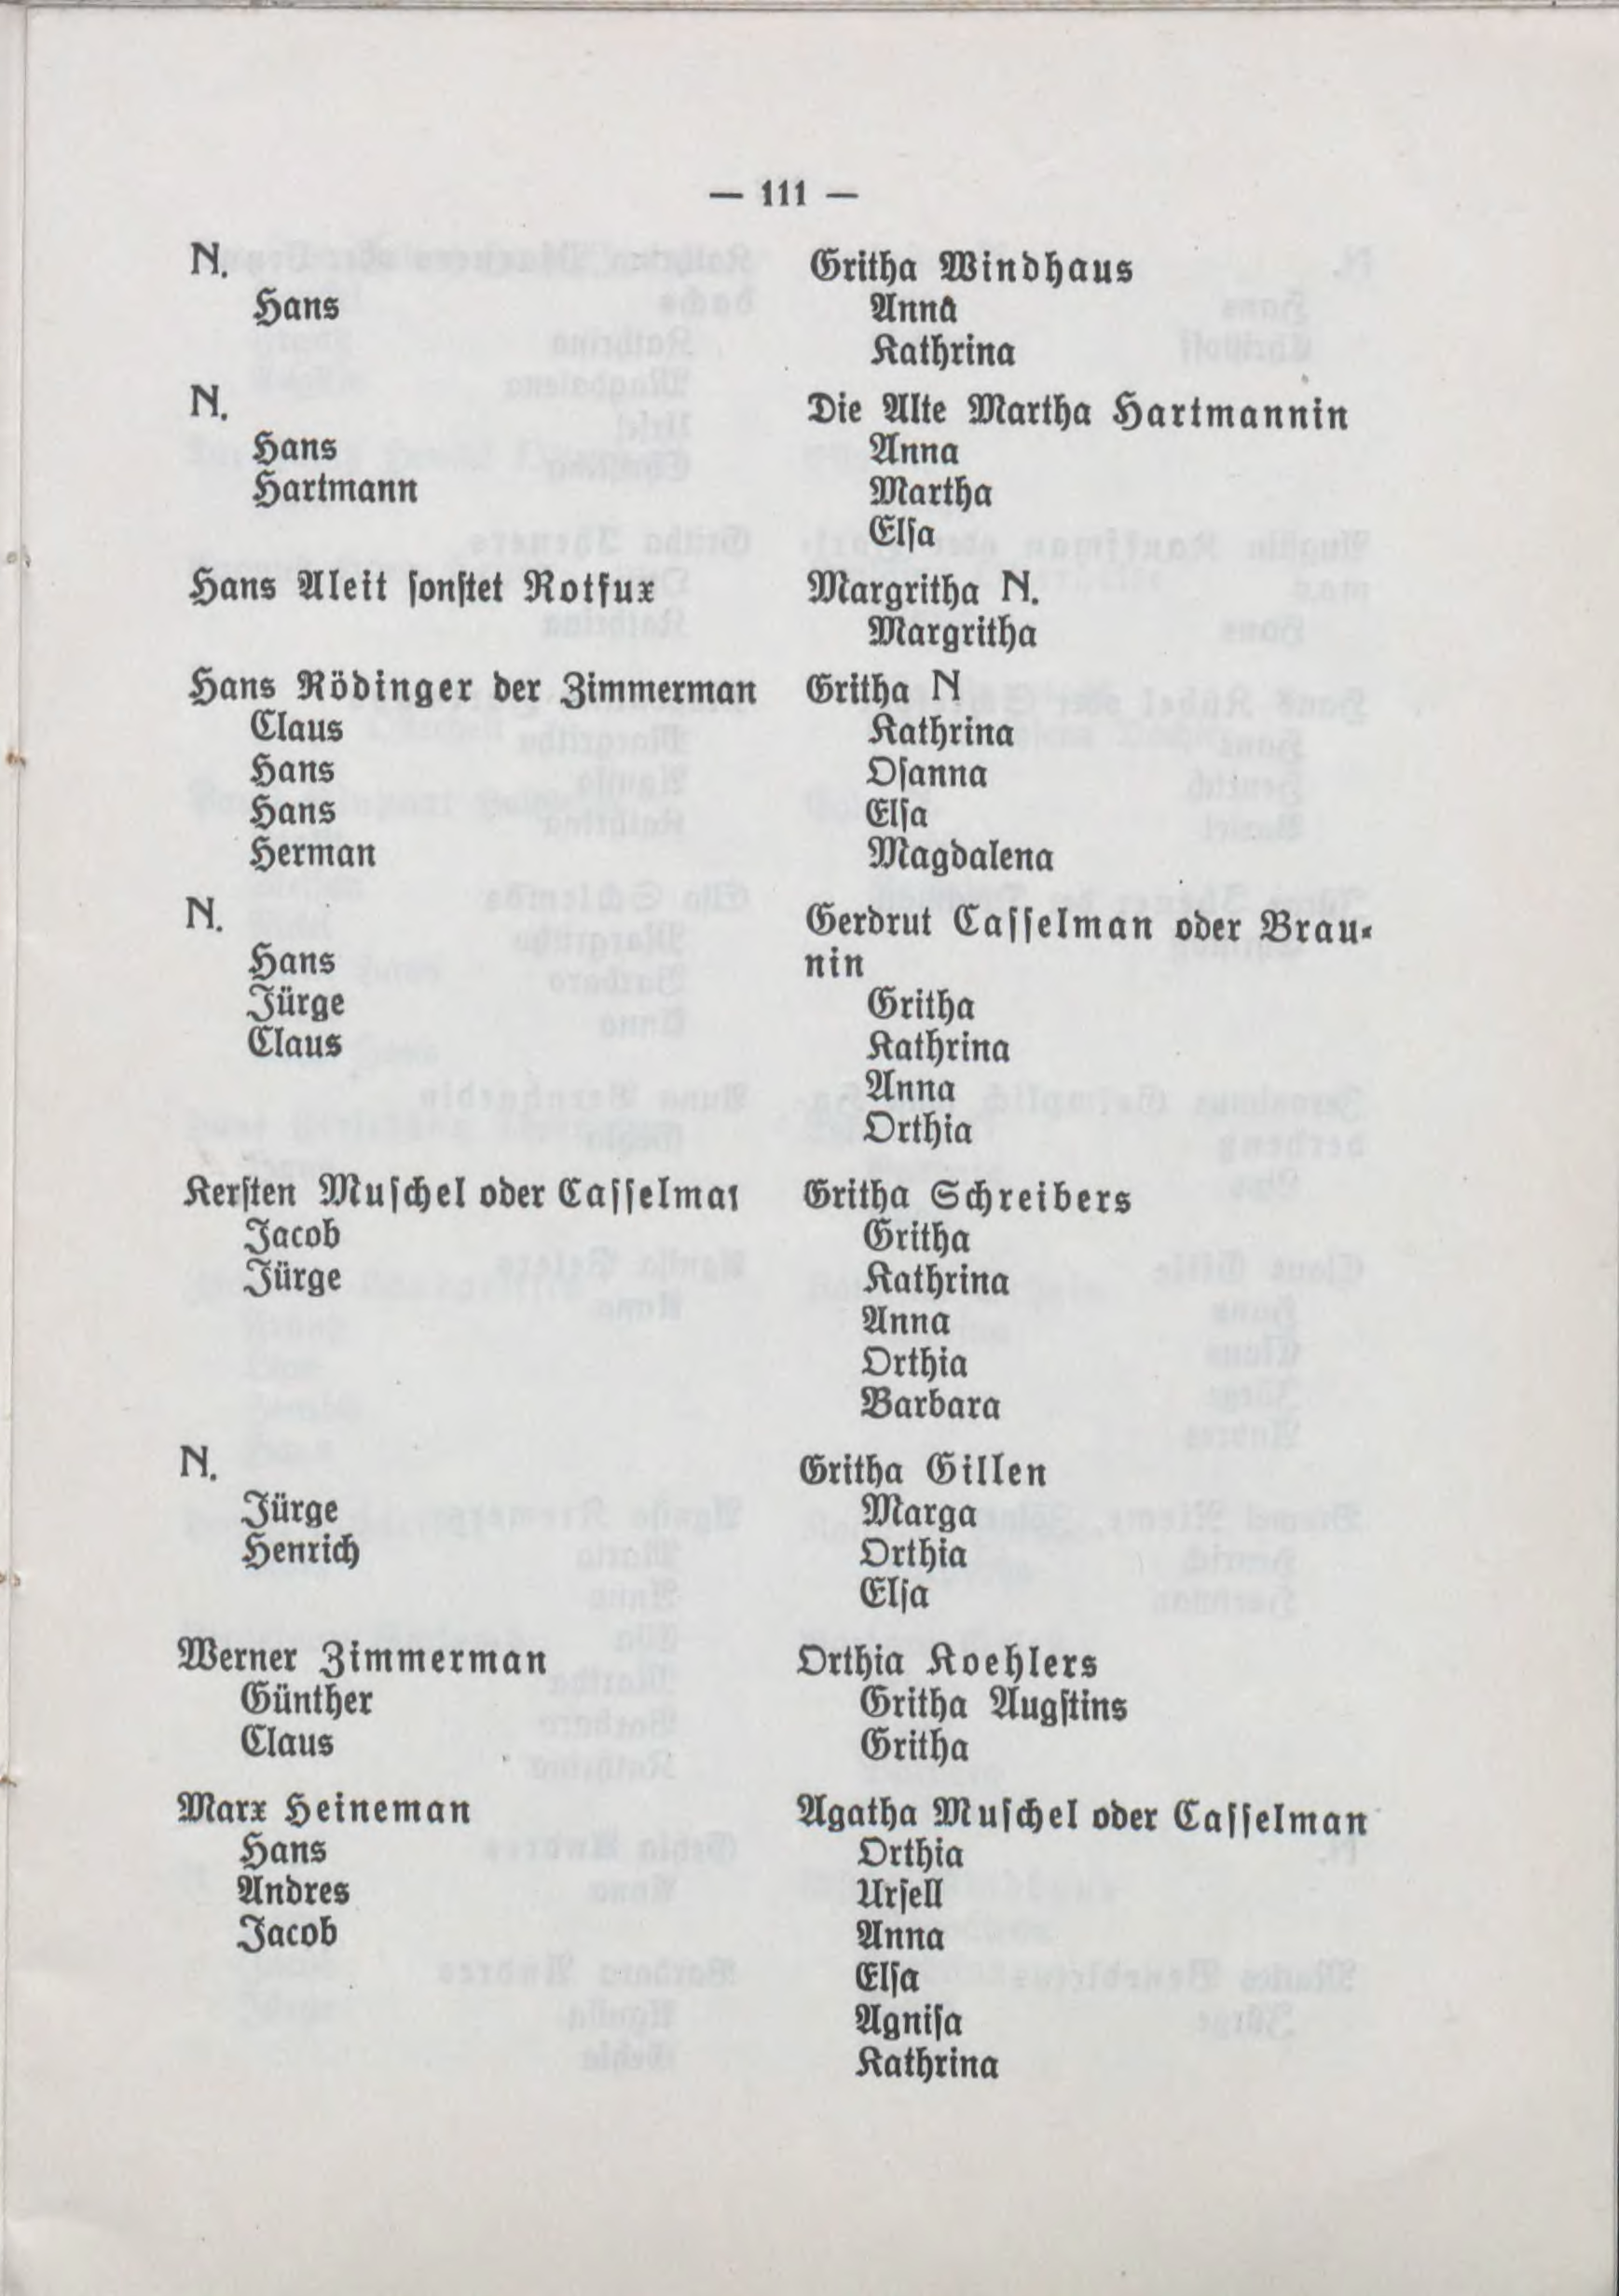 — 111 —
N.
Hans
Gritha Windhaus
Anna
Kathrina
N.
Hans
Hartmann
Die Alte Martha Hartmannin
Anna
Martha
Elſa
Hans Aleit ſonſtet Rotfux
Margritha N.
Margritha
Hans Rödinger der Zimmerman
Claus
Hans
Hans
Herman
Gritha N
Kathrina
Oſanna
Elſa
Magdalena
N.
Hans
Jürge
Claus
Gerdrut Caſſelman oder Brau-
nin
Gritha
Kathrina
Anna
Orthia
Kerſten Muſchel oder Caſſelman
Jacob
Jürge
Gritha Schreibers
Gritha
Kathrina
Anna
Orthia
Barbara
N.
Jürge
Henrich
Gritha Gillen
Marga
Orthia
Elſa
Werner Zimmerman
Günther
Claus
Orthia Koehlers
Gritha Augſtins
Gritha
Marx Heineman
Hans
Andres
Jacob
Agatha Muſchel oder Caſſelman
Orthia
Urſell
Anna
Elſa
Agniſa
Kathrina